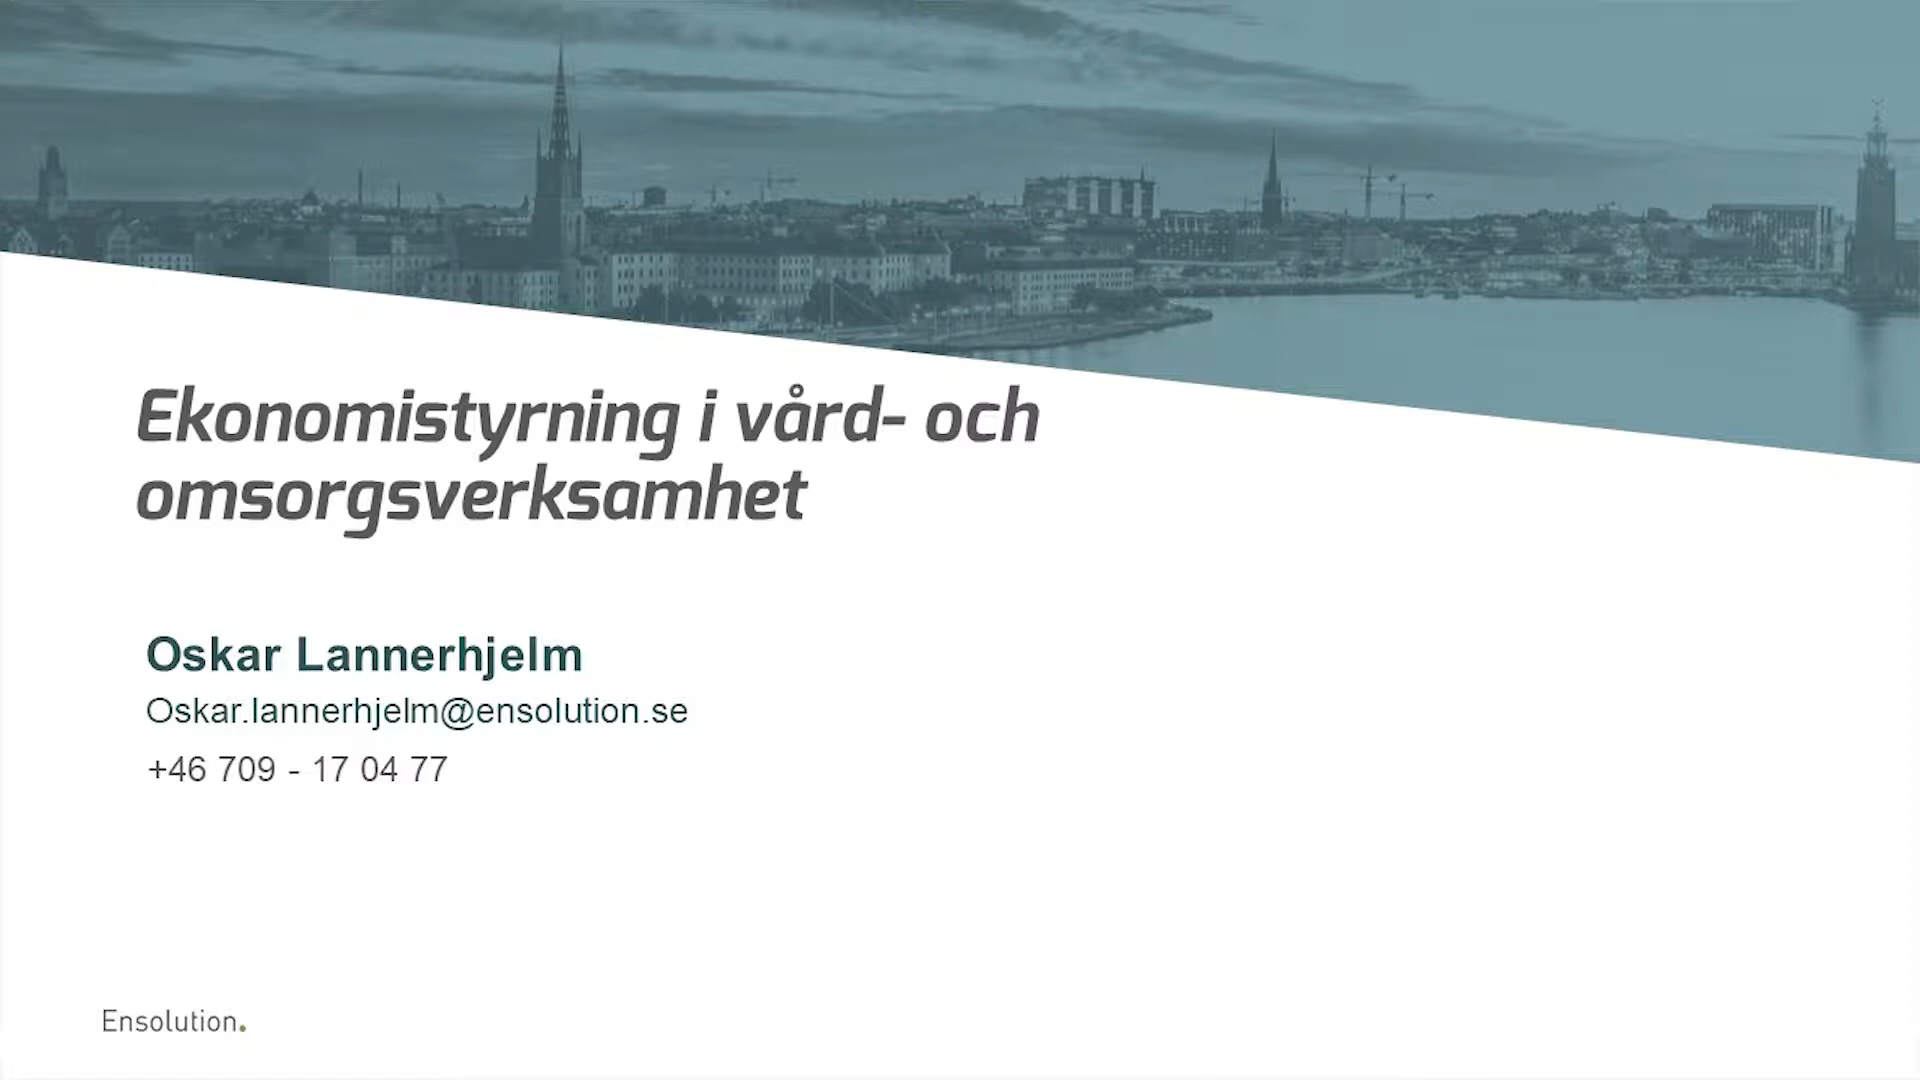 Ekonomistyrning i vård- och
omsorgsverksamhet
Oskar Lannerhjelm
Oskar.lannerhjelm@ensolution.se
+46 709 - 17 04 77
Ensolution.